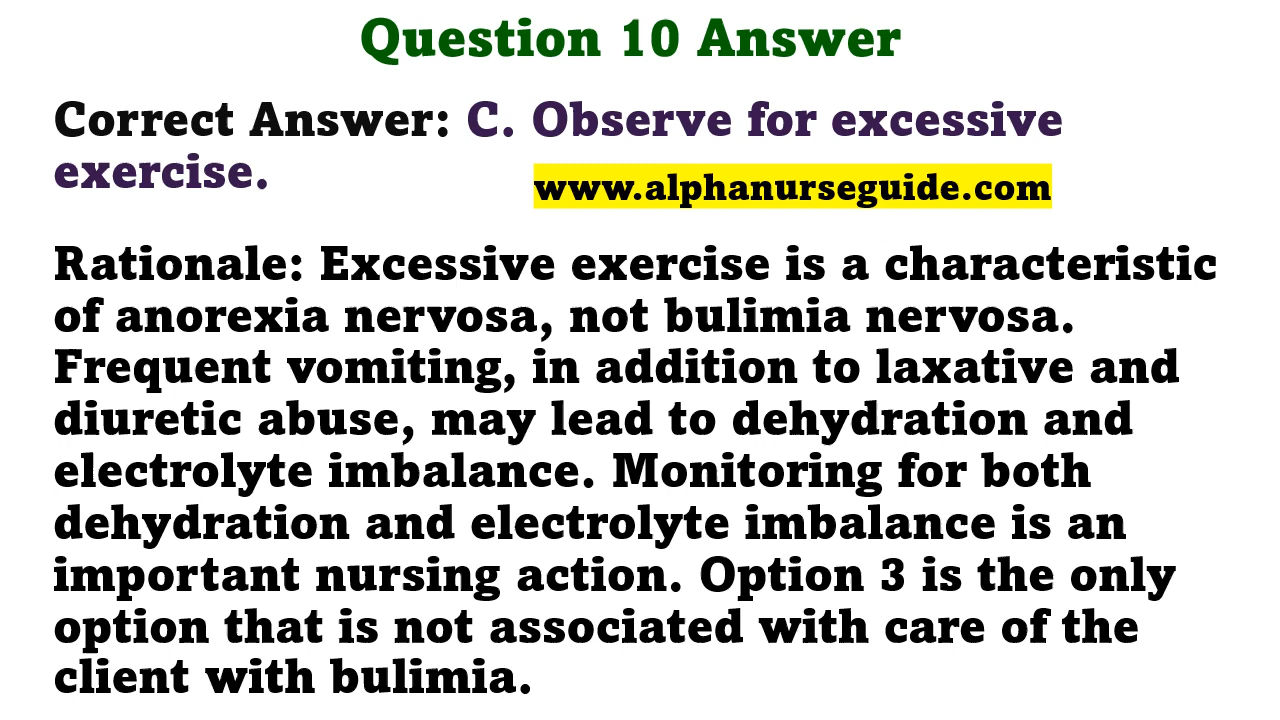 Question 10 Answer
Correct Answer: C. Observe for excessive
exercise.
www.alphanurseguide.com
Rationale: Excessive exercise is a characteristic
of anorexia nervosa, not bulimia nervosa.
Frequent vomiting, in addition to laxative and
diuretic abuse, may lead to dehydration and
electrolyte imbalance. Monitoring for both
dehydration and electrolyte imbalance is an
important nursing action. Option 3 is the only
option that is not associated with care of the
client with bulimia.